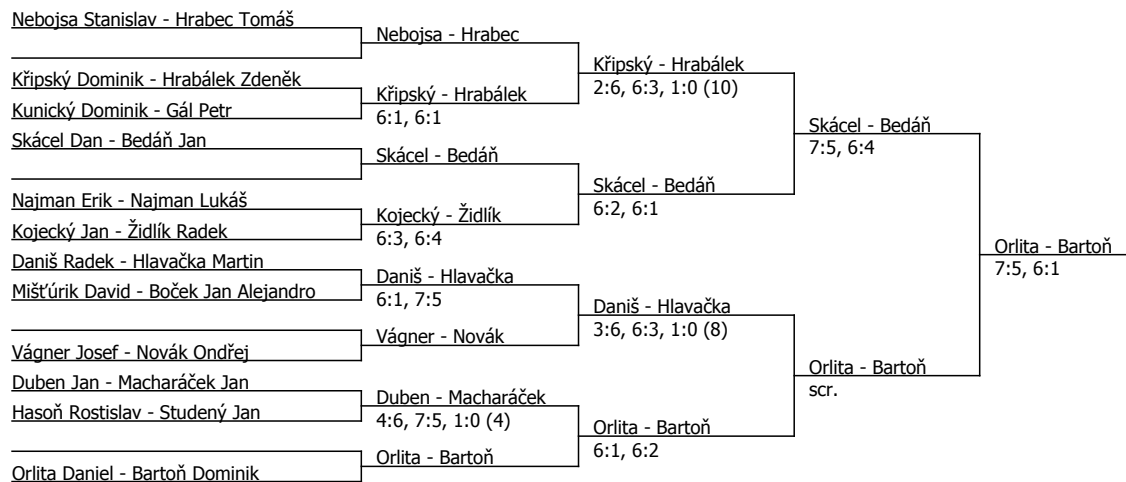 Nebojsa Stanislav - Hrabec Tomáš
Křipský Dominik - Hrabálek Zdeněk
Kunický Dominik - Gál Petr
Skácel Dan - Bedáň Jan
Najman Erik - Najman Lukáš
Kojecký Jan - Židlík Radek
Daniš Radek - Hlavačka Martin
Mišťúrik David - Boček Jan Alejandro
Vágner Josef - Novák Ondřej
Duben Jan - Macharáček Jan
Hasoň Rostislav - Studený Jan
Orlita Daniel - Bartoň Dominik
Nebojsa - Hrabec
Křipský - Hrabálek
6:1, 6:1
Skácel - Bedáň
Kojecký - Židlík
6:3, 6:4
Daniš - Hlavačka
6:1, 7:5
Vágner - Novák
Duben - Macharáček
4:6, 7:5, 1:0 (4)
Orlita - Bartoň
Křipský - Hrabálek
2:6, 6:3, 1:0 (10)
Skácel - Bedáň
6:2, 6:1
Daniš - Hlavačka
3:6, 6:3, 1:0 (8)
Orlita - Bartoň
6:1, 6:2
Skácel - Bedáň
7:5, 6:4
Orlita - Bartoň
scr.
Orlita - Bartoň
7:5, 6:1